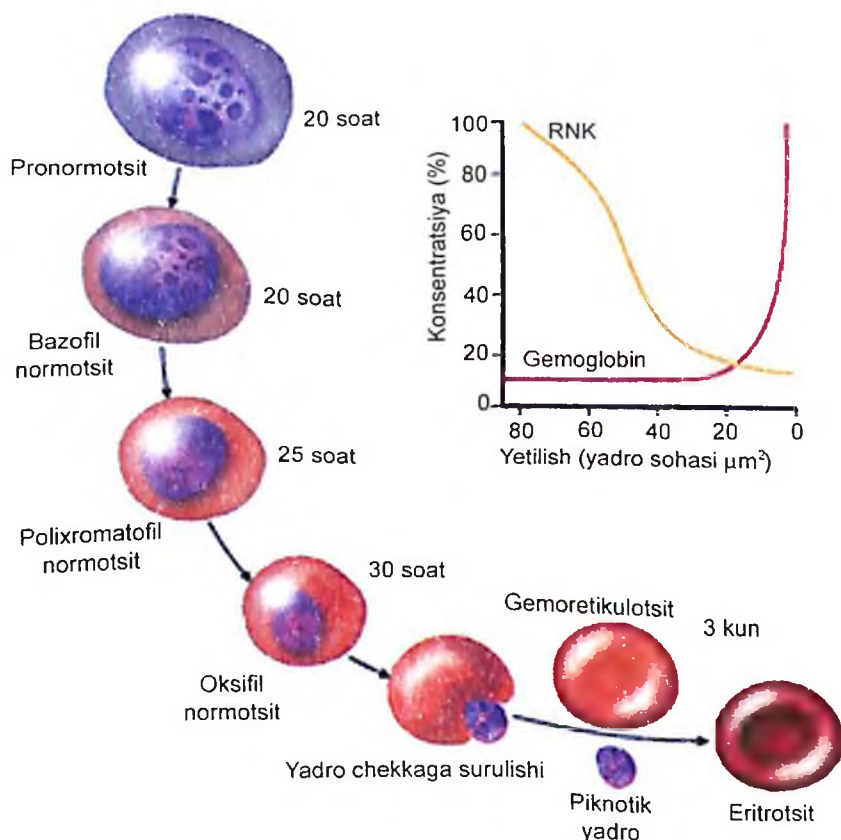 20 soat
Pronormotsit
20 soat
Bazofil
normotsit
25 soat
Polixromatofil
normotsit
30 soat
Oksifil
normotsit
Yadro chekkaga surulishi
Gemoretikulotsit
3 kun
Piknotik
yadro
Eritrotsit
Konsentratsiya (%)
100
80
60
40
20
0
RNK
Gemoglobin
80 60 40 20 0
Yetilish (yadro sohasi µm²)